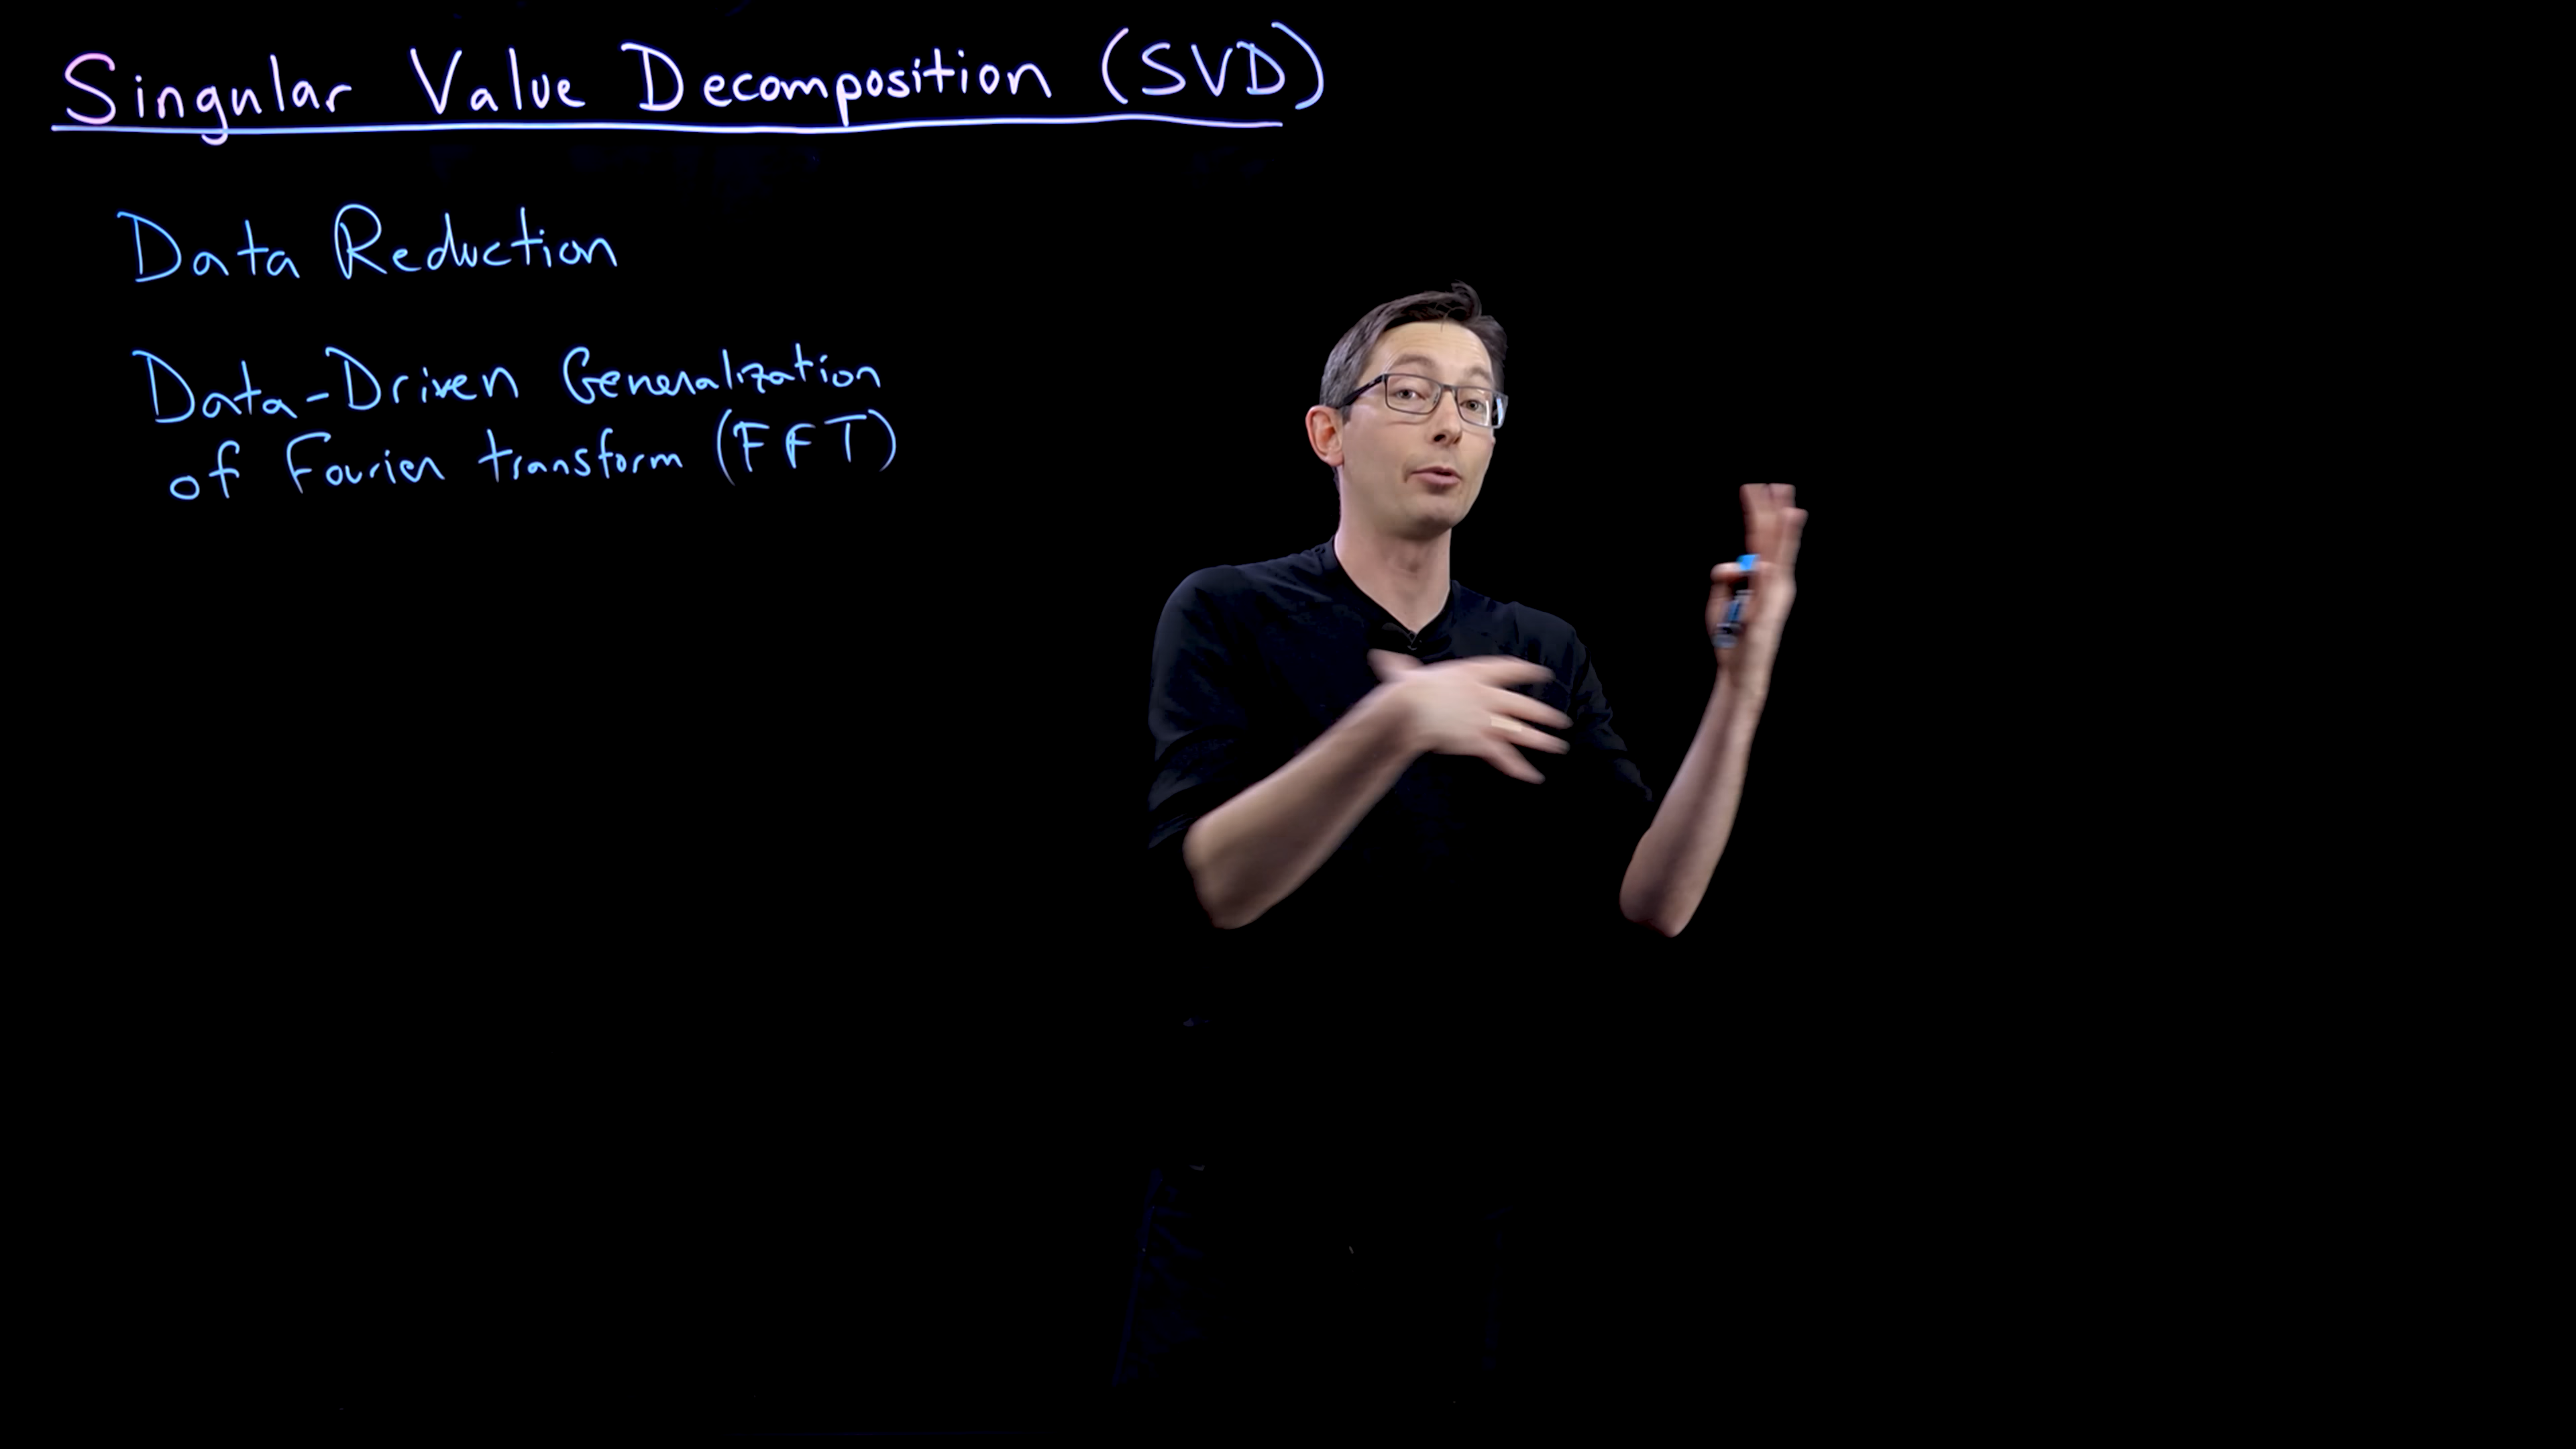 Singular Value Decomposition (SVD)
Data Reduction
Data-Driven Generalization
of Fourier transform (FFT)